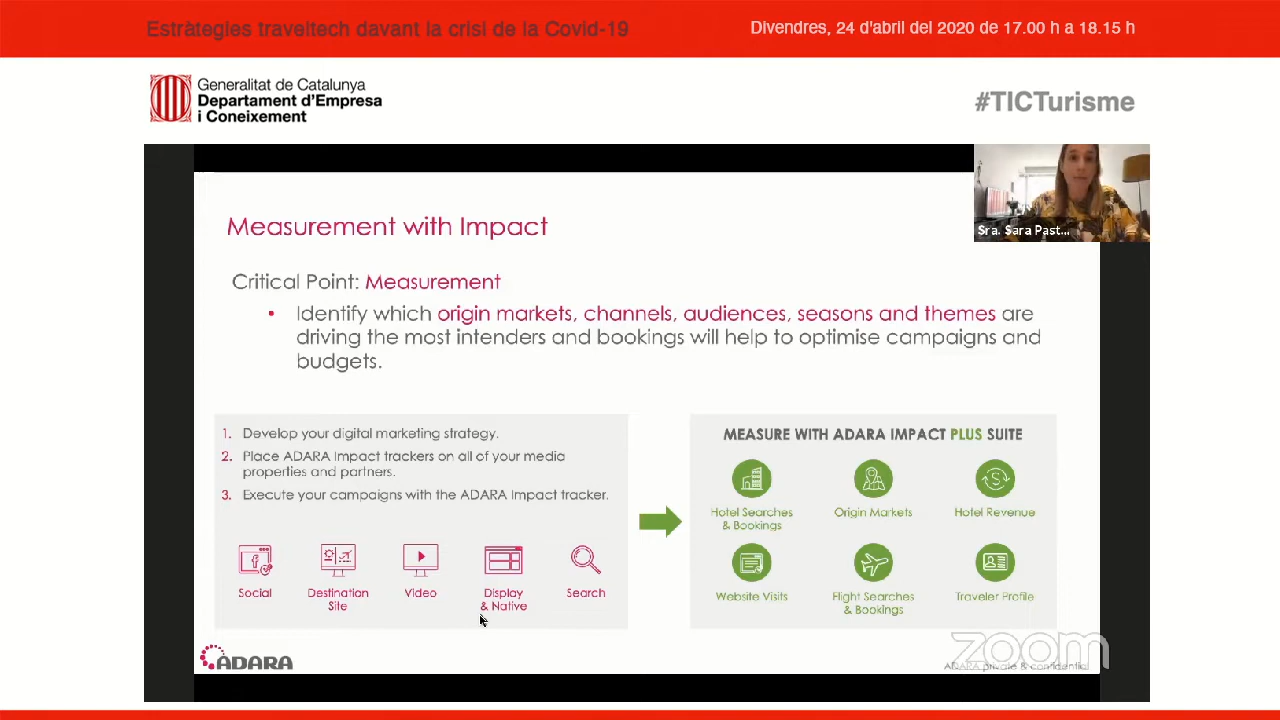 Estràtegies traveltech davant la crisi de la Covid-19
Divendres, 24 d'abril del 2020 de 17.00 h a 18.15 h
Generalitat de Catalunya
Departament d'Empresa
i Coneixement
#TICTurisme
Sra. Sara Past...
Measurement with Impact
Critical Point: Measurement
• Identify which origin markets, channels, audiences, seasons and themes are
driving the most intenders and bookings will help to optimise campaigns and
budgets.
1. Develop your digital marketing strategy.
2. Place ADARA Impact trackers on all of your media
properties and partners.
3. Execute your campaigns with the ADARA Impact tracker.
Social
Destination
Site
Video
Display
& Native
Search
MEASURE WITH ADARA IMPACT PLUS SUITE
Hotel Searches
& Bookings
Origin Markets
Hotel Revenue
Website Visits
Flight Searches
& Bookings
Traveler Profile
ADARA
zoom
ADARA private & confidential